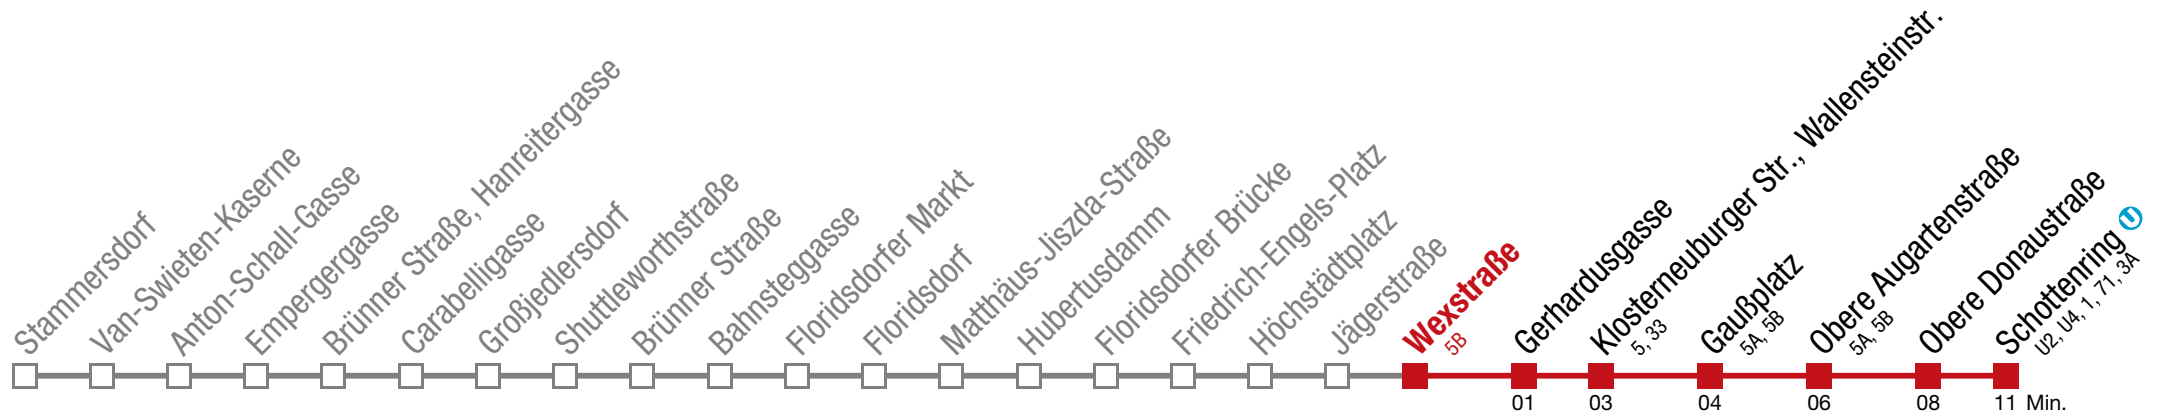 Stammersdorf
Van-Swieten-Kaserne
Anton-Schall-Gasse
Empergergasse
Brünner Straße, Hanreitergasse
Carabelligasse
Großjedlersdorf
Shuttleworthstraße
Brünner Straße
Bahnsteggasse
Floridsdorfer Markt
Floridsdorf
Matthäus-Jiszda-Straße
Hubertusdamm
Floridsdorfer Brücke
Friedrich-Engels-Platz
Höchstädtplatz
Jägerstraße
Wexstraße
5B
Gerhardusgasse
Klosterneuburger Str., Wallensteinstr.
5, 33
Gaußplatz
5A, 5B
Obere Augartenstraße
5A, 5B
Obere Donaustraße
Schottenring U
U2, U4, 1, 71, 3A
01 03 04 06 08 11 Min.